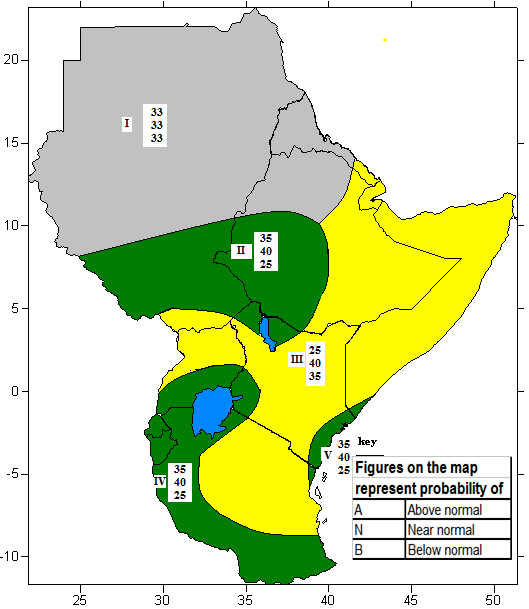 20
15
10
5
0
-5
-10
25
30
35
40
45
50
I
33
33
33
II
35
40
25
III
25
40
35
IV
35
40
25
V
35
40
25
key
Figures on the map
represent probability of
A Above normal
N Near normal
B Below normal